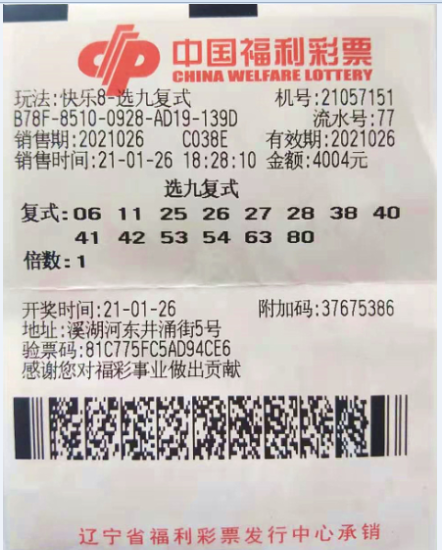 中国福利彩票
CHINA WELFARE LOTTERY
玩法:快乐8-选九复式 机号:21057151
B78F-8510-0928-AD19-139D 流水号:77
销售期:2021026 C038E 有效期:2021026
销售时间:21-01-26 18:28:10 金额:4004元
选九复式
复式:06 11 25 26 27 28 38 40
41 42 53 54 63 80
倍数:1
开奖时间:21-01-26 附加码:37675386
地址:溪湖河东井涌街5号
验票码:81C775FC5AD94CE6
感谢您对福彩事业做出贡献
辽宁省福利彩票发行中心承销